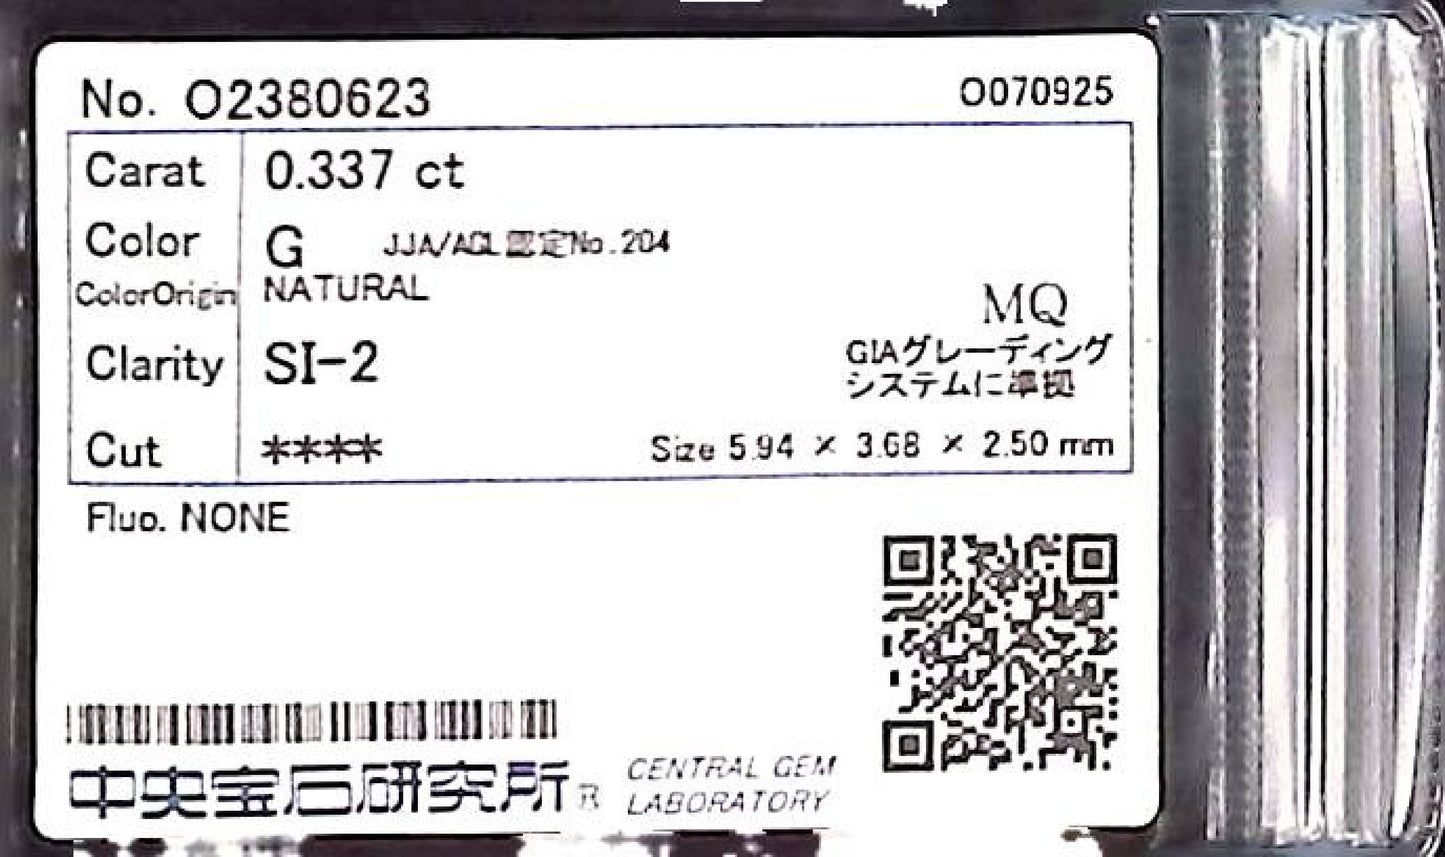 No. O2380623 O070925
Carat 0.337 ct
Color G JJA/AGL認定No.204
ColorOrigin NATURAL
MQ
GIAグレーディング
システムに準拠
Clarity SI-2
Cut **** Size 5.94 × 3.68 × 2.50 mm
Fluo. NONE
中央宝石研究所® CENTRAL GEM
LABORATORY